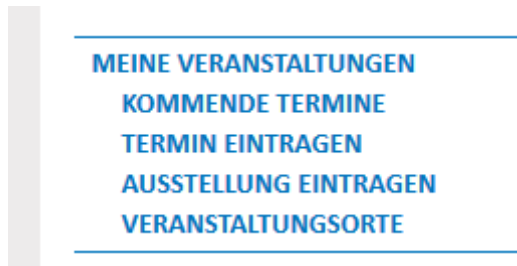 MEINE VERANSTALTUNGEN
KOMMENDE TERMINE
TERMIN EINTRAGEN
AUSSTELLUNG EINTRAGEN
VERANSTALTUNGSORTE